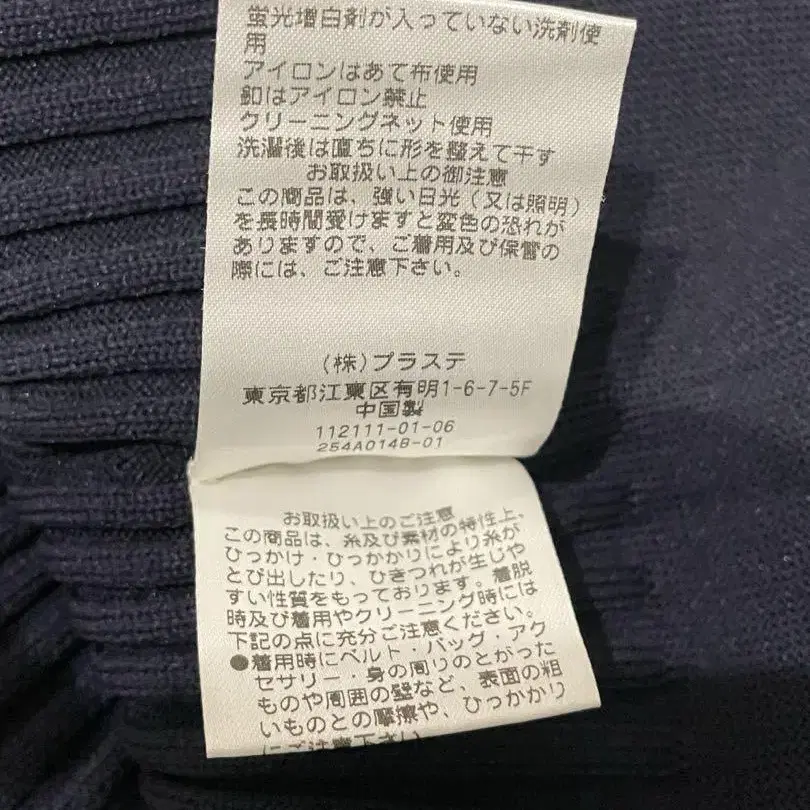 蛍光増白剤が入っていない洗剤使
用
アイロンはあて布使用
釦はアイロン禁止
クリーニングネット使用
洗濯後は直ちに形を整えて干す
お取扱い上の御注意
この商品は、強い日光(又は照明)
を長時間受けますと変色の恐れが
ありますので、ご着用及び保管の
際には、ご注意下さい。
(株)プラステ
東京都江東区有明1-6-7-5F
中国製
112111-01-06
254A014B-01
お取扱い上のご注意
この商品は、糸及び素材の特性上、
ひっかけ・ひっかかりにより糸が
とび出したり、ひきつれが生じや
すい性質をもっております。着脱
時及び着用やクリーニング時には
下記の点に充分ご注意ください。
●着用時にベルト・バッグ・アク
セサリー・身の周りのとがった
ものや周囲の壁など、表面の粗
いものとの摩擦や、ひっかかり
にご注意下さい